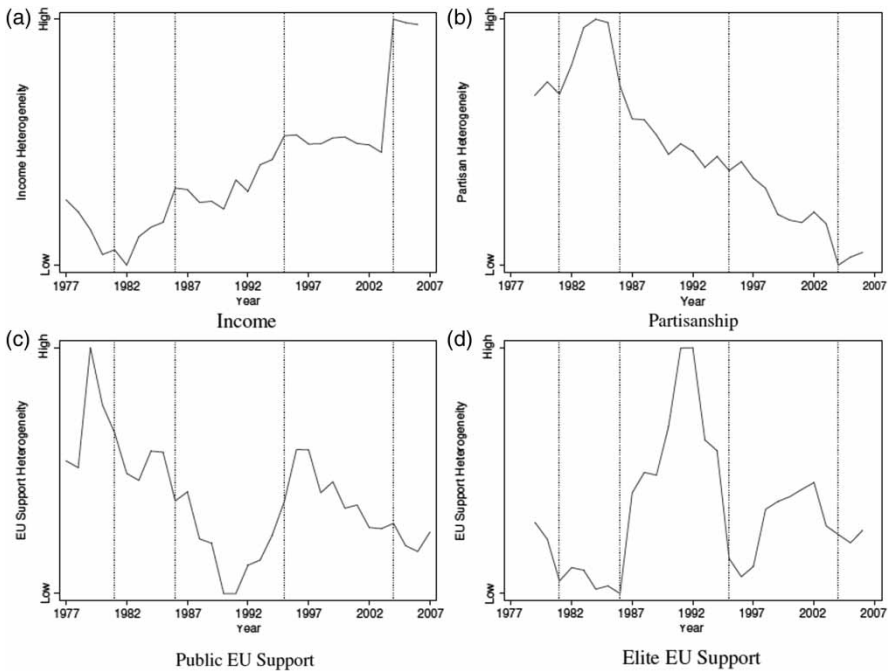 (a)
High
Income Heterogeneity
Low
1977 1982 1987 1992 1997 2002 2007
Year
Income
(b)
High
Partisan Heterogeneity
Low
1977 1982 1987 1992 1997 2002 2007
Year
Partisanship
(c)
High
EU Support Heterogeneity
Low
1977 1982 1987 1992 1997 2002 2007
Year
Public EU Support
(d)
High
EU Support Heterogeneity
Low
1977 1982 1987 1992 1997 2002 2007
Year
Elite EU Support